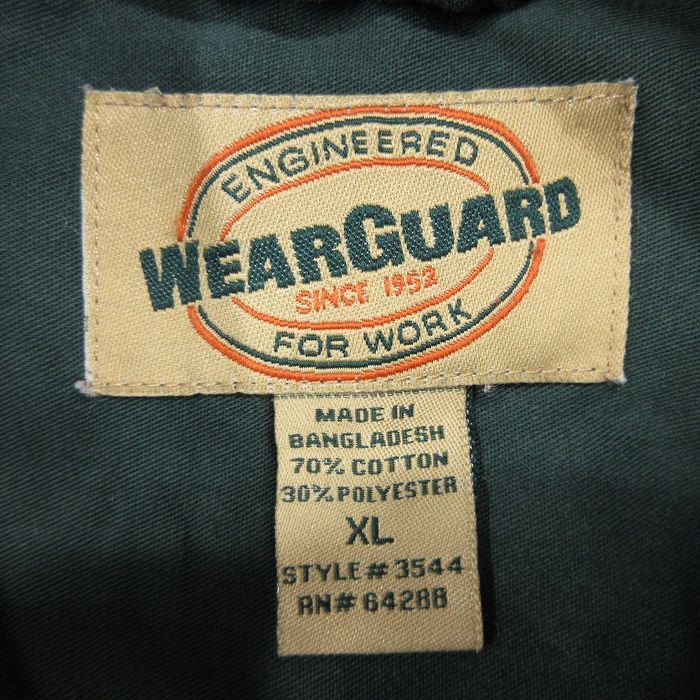 ENGINEERED
WEARGUARD
SINCE 1952
FOR WORK
MADE IN
BANGLADESH
70% COTTON
30% POLYESTER
XL
STYLE # 3544
RN# 64288